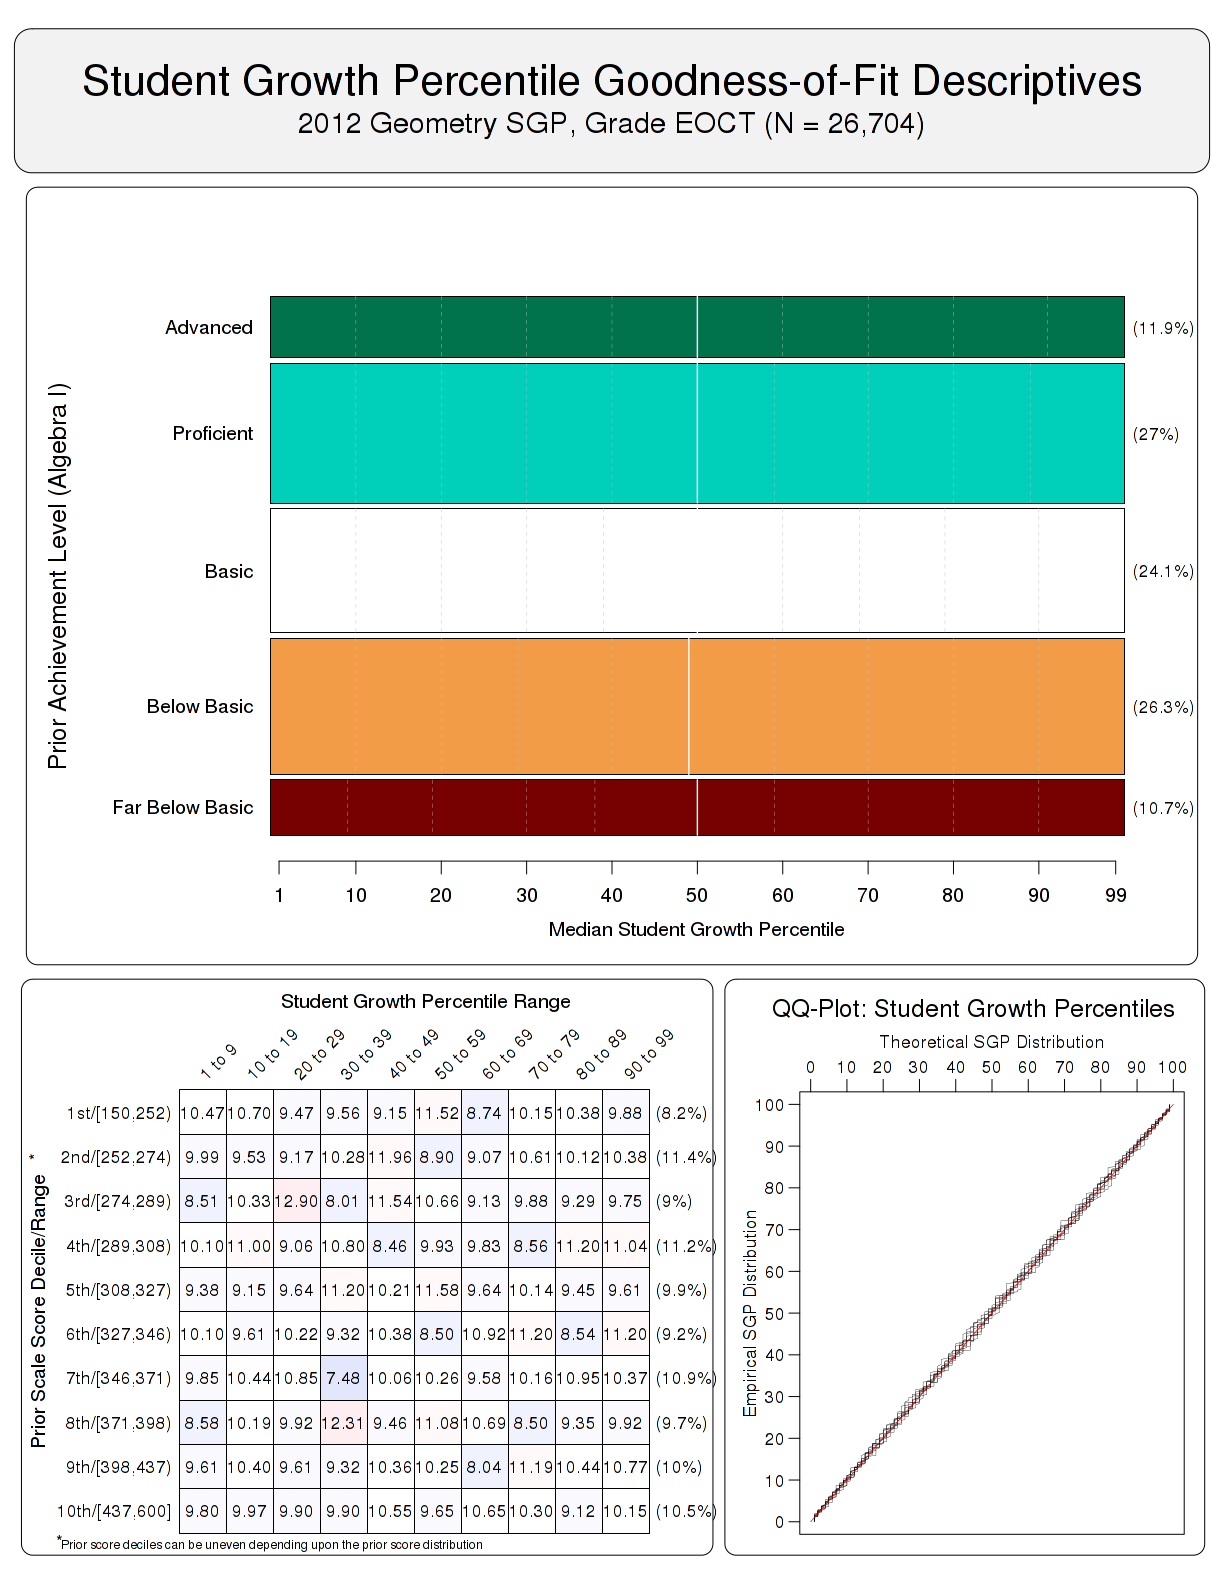 Student Growth Percentile Goodness-of-Fit Descriptives
2012 Geometry SGP, Grade EOCT (N = 26,704)
Prior Achievement Level (Algebra I)
Advanced (11.9%)
Proficient (27%)
Basic (24.1%)
Below Basic (26.3%)
Far Below Basic (10.7%)
1 10 20 30 40 50 60 70 80 90 99
Median Student Growth Percentile
Student Growth Percentile Range
1 to 9 10 to 19 20 to 29 30 to 39 40 to 49 50 to 59 60 to 69 70 to 79 80 to 89 90 to 99
Prior Scale Score Decile/Range *
1st/[150,252) 10.47 10.70 9.47 9.56 9.15 11.52 8.74 10.15 10.38 9.88 (8.2%)
2nd/[252,274) 9.99 9.53 9.17 10.28 11.96 8.90 9.07 10.61 10.12 10.38 (11.4%)
3rd/[274,289) 8.51 10.33 12.90 8.01 11.54 10.66 9.13 9.88 9.29 9.75 (9%)
4th/[289,308) 10.10 11.00 9.06 10.80 8.46 9.93 9.83 8.56 11.20 11.04 (11.2%)
5th/[308,327) 9.38 9.15 9.64 11.20 10.21 11.58 9.64 10.14 9.45 9.61 (9.9%)
6th/[327,346) 10.10 9.61 10.22 9.32 10.38 8.50 10.92 11.20 8.54 11.20 (9.2%)
7th/[346,371) 9.85 10.44 10.85 7.48 10.06 10.26 9.58 10.16 10.95 10.37 (10.9%)
8th/[371,398) 8.58 10.19 9.92 12.31 9.46 11.08 10.69 8.50 9.35 9.92 (9.7%)
9th/[398,437) 9.61 10.40 9.61 9.32 10.36 10.25 8.04 11.19 10.44 10.77 (10%)
10th/[437,600] 9.80 9.97 9.90 9.90 10.55 9.65 10.65 10.30 9.12 10.15 (10.5%)
*Prior score deciles can be uneven depending upon the prior score distribution
QQ-Plot: Student Growth Percentiles
Theoretical SGP Distribution
0 10 20 30 40 50 60 70 80 90 100
Empirical SGP Distribution
100
90
80
70
60
50
40
30
20
10
0